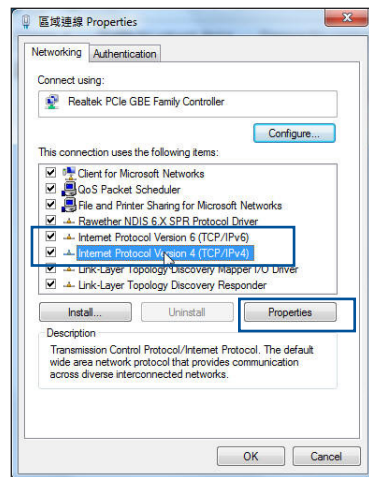 區域連線 Properties
Networking
Authentication
Connect using:
Realtek PCIe GBE Family Controller
Configure...
This connection uses the following items:
Client for Microsoft Networks
QoS Packet Scheduler
File and Printer Sharing for Microsoft Networks
Rawether NDIS 6.X SPR Protocol Driver
Internet Protocol Version 6 (TCP/IPv6)
Internet Protocol Version 4 (TCP/IPv4)
Link-Layer Topology Discovery Mapper I/O Driver
Link-Layer Topology Discovery Responder
Install...
Uninstall
Properties
Description
Transmission Control Protocol/Internet Protocol. The default
wide area network protocol that provides communication
across diverse interconnected networks.
OK
Cancel